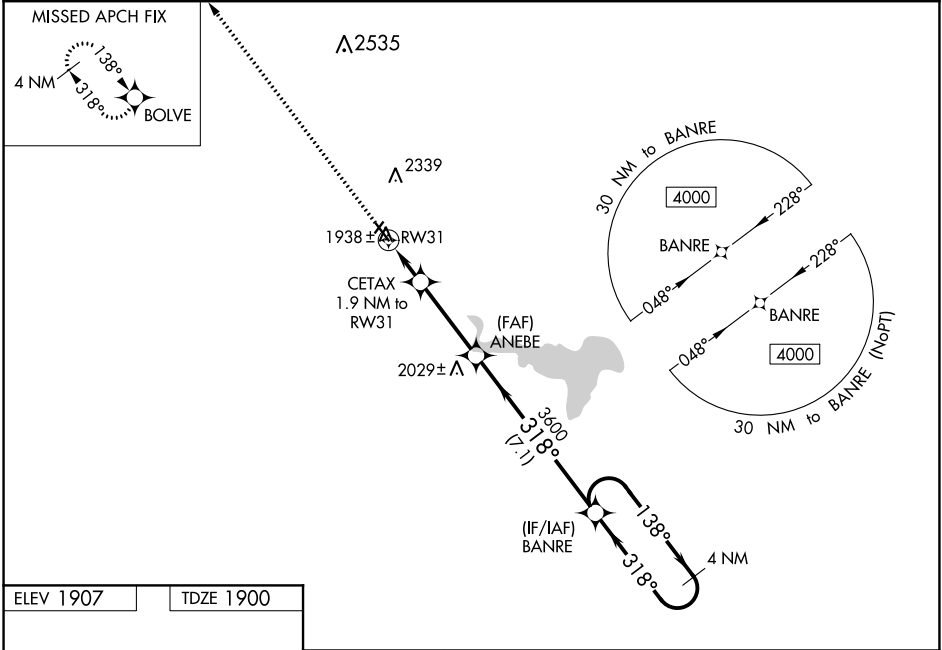 MISSED APCH FIX
138°
4 NM
318°
BOLVE
2535
2339
1938±
RW31
CETAX
1.9 NM to
RW31
(FAF)
ANEBE
2029±
3600
318°
(7.1)
(IF/IAF)
BANRE
138°
318°
4 NM
30 NM to BANRE
4000
228°
BANRE
048°
228°
BANRE
048°
4000
30 NM to BANRE (NoPT)
ELEV 1907
TDZE 1900